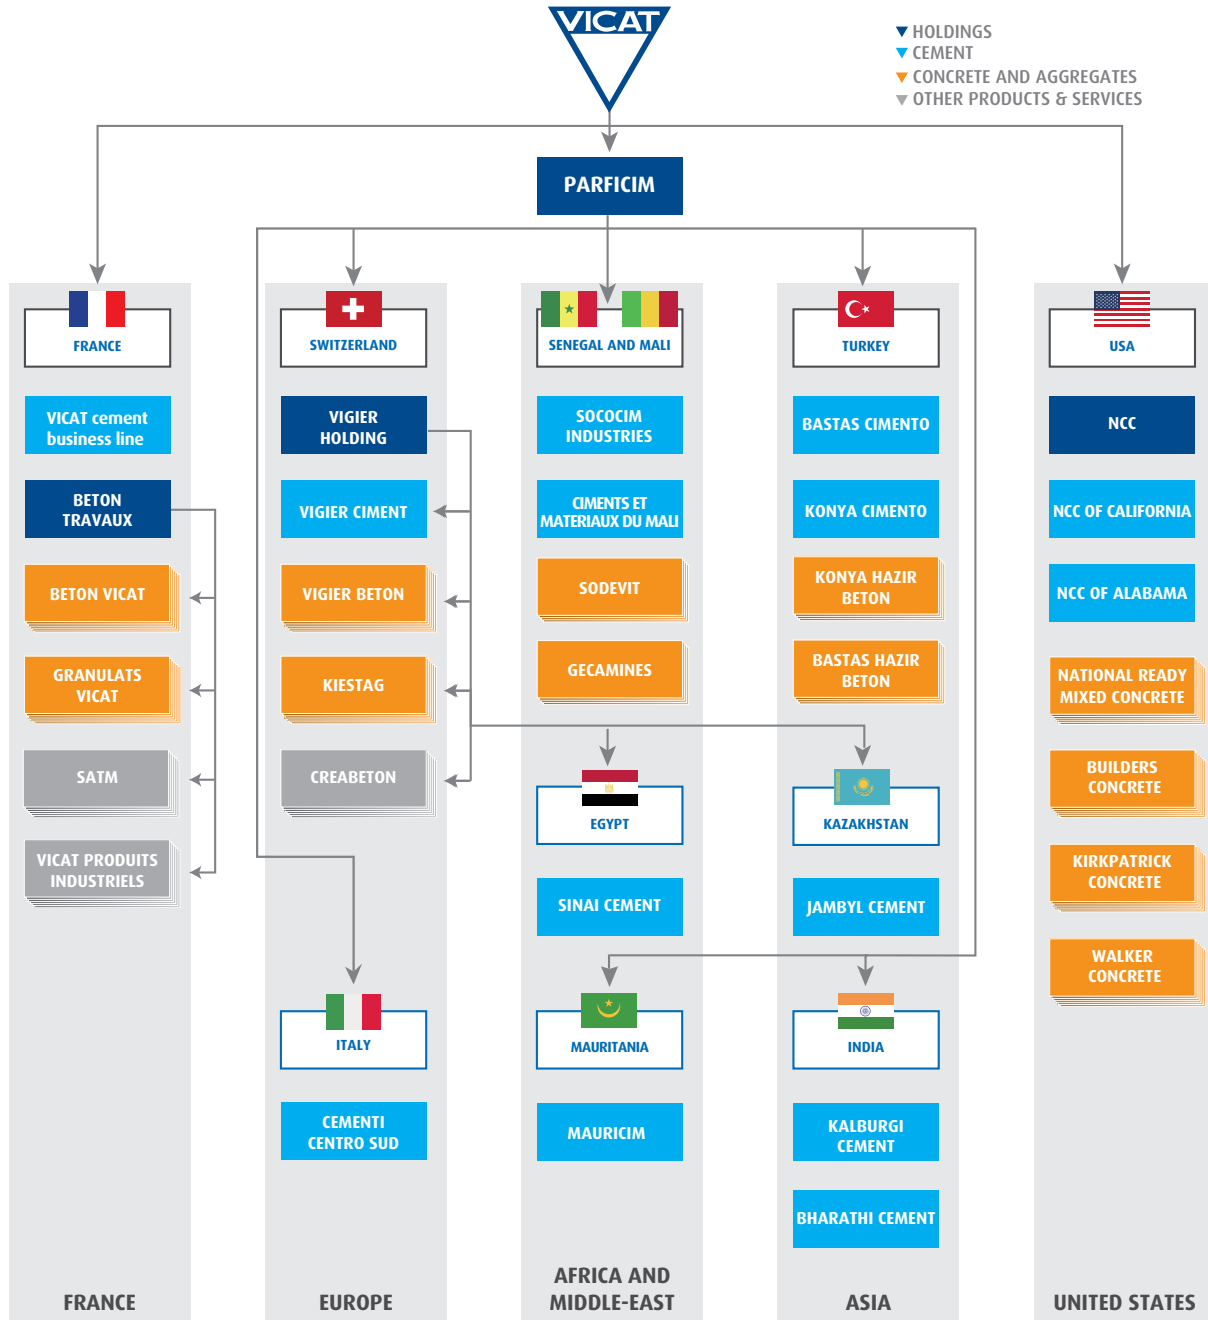 VICAT
HOLDINGS
CEMENT
CONCRETE AND AGGREGATES
OTHER PRODUCTS & SERVICES
PARFICIM
FRANCE
VICAT cement
business line
BETON
TRAVAUX
BETON VICAT
GRANULATS
VICAT
SATM
VICAT PRODUITS
INDUSTRIELS
FRANCE
SWITZERLAND
VIGIER
HOLDING
VIGIER CIMENT
VIGIER BETON
KIESTAG
CREABETON
ITALY
CEMENTI
CENTRO SUD
EUROPE
SENEGAL AND MALI
SOCOCIM
INDUSTRIES
CIMENTS ET
MATERIAUX DU MALI
SODEVIT
GECAMINES
EGYPT
SINAI CEMENT
MAURITANIA
MAURICIM
AFRICA AND
MIDDLE-EAST
TURKEY
BASTAS CIMENTO
KONYA CIMENTO
KONYA HAZIR
BETON
BASTAS HAZIR
BETON
KAZAKHSTAN
JAMBYL CEMENT
INDIA
KALBURGI
CEMENT
BHARATHI CEMENT
ASIA
USA
NCC
NCC OF CALIFORNIA
NCC OF ALABAMA
NATIONAL READY
MIXED CONCRETE
BUILDERS
CONCRETE
KIRKPATRICK
CONCRETE
WALKER
CONCRETE
UNITED STATES